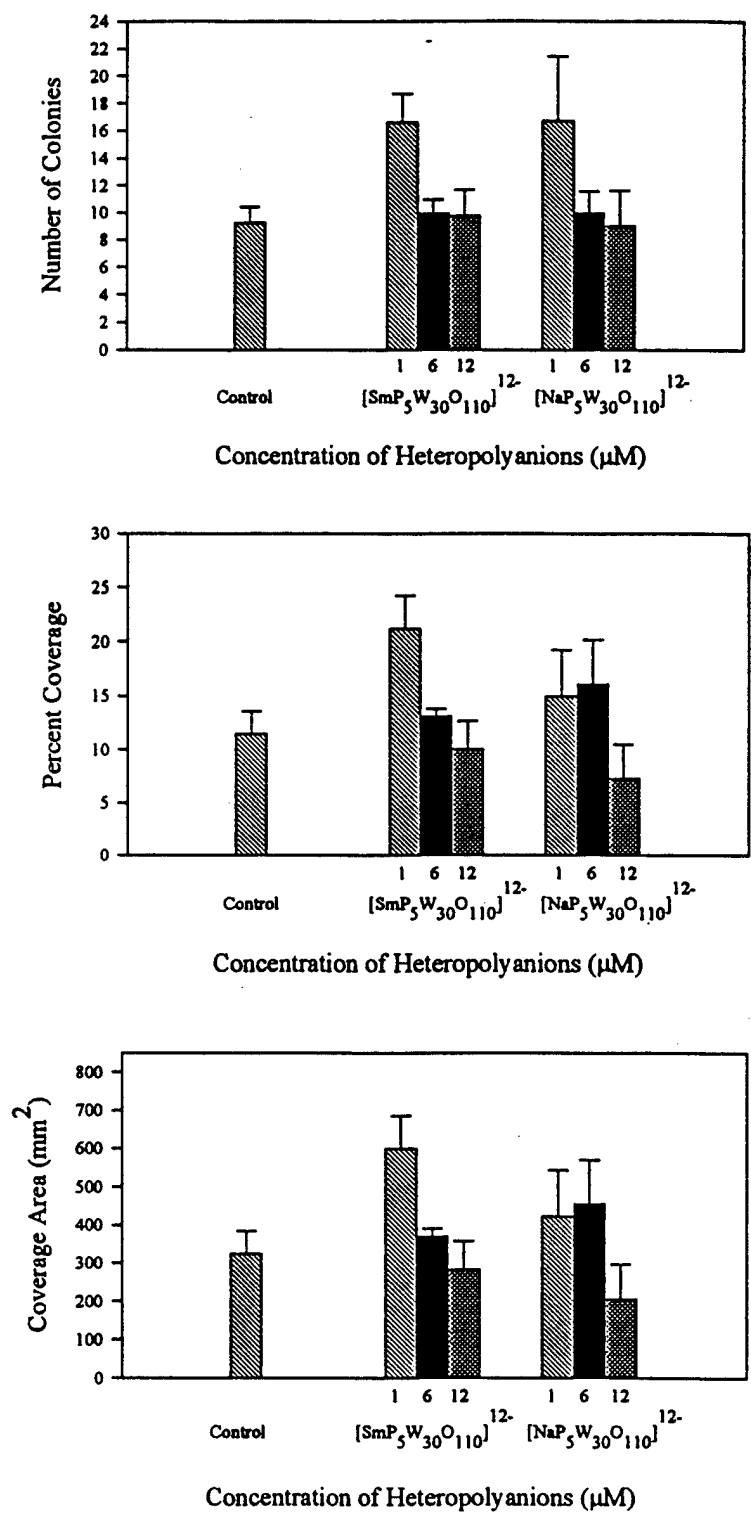 Number of Colonies
24
22
20
18
16
14
12
10
8
6
4
2
0
1 6 12 1 6 12
Control [SmP5W30O110]12- [NaP5W30O110]12-
Concentration of Heteropolyanions (μM)
Percent Coverage
30
25
20
15
10
5
0
1 6 12 1 6 12
Control [SmP5W30O110]12- [NaP5W30O110]12-
Concentration of Heteropolyanions (μM)
Coverage Area (mm2)
800
700
600
500
400
300
200
100
0
1 6 12 1 6 12
Control [SmP5W30O110]12- [NaP5W30O110]12-
Concentration of Heteropolyanions (μM)